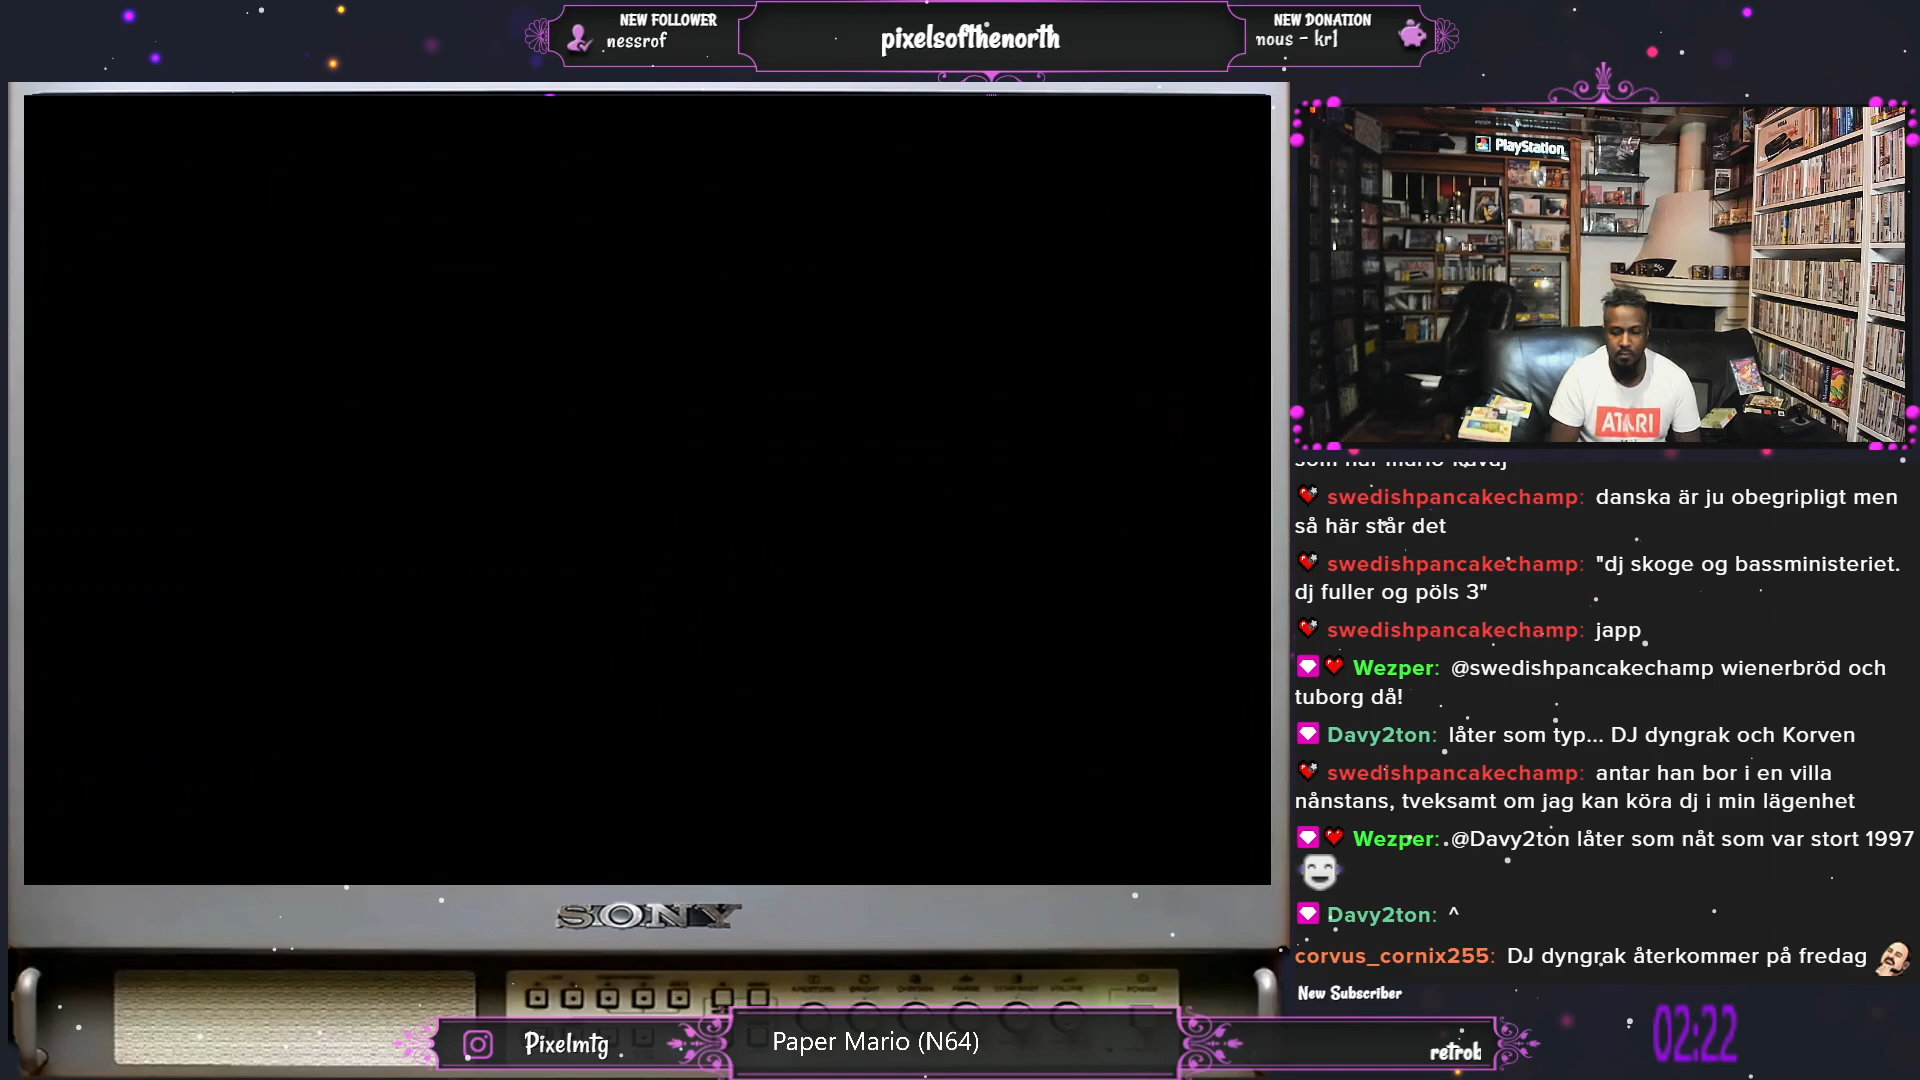 NEW FOLLOWER
nessrof
pixelsofthenorth
NEW DONATION
nous - kr1
PlayStation
ATARI
swedishpancakechamp: danska är ju obegripligt men
så här står det
swedishpancakechamp: "dj skoge og bassministeriet.
dj fuller og pöls 3"
swedishpancakechamp: japp
Wezper: @swedishpancakechamp wienerbröd och
tuborg då!
Davy2ton: låter som typ... DJ dyngrak och Korven
swedishpancakechamp: antar han bor i en villa
nånstans, tveksamt om jag kan köra dj i min lägenhet
Wezper: @Davy2ton låter som nåt som var stort 1997
Davy2ton: ^
corvus_cornix255: DJ dyngrak återkommer på fredag
New Subscriber
SONY
Pixelmtg
Paper Mario (N64)
retrok
02:22